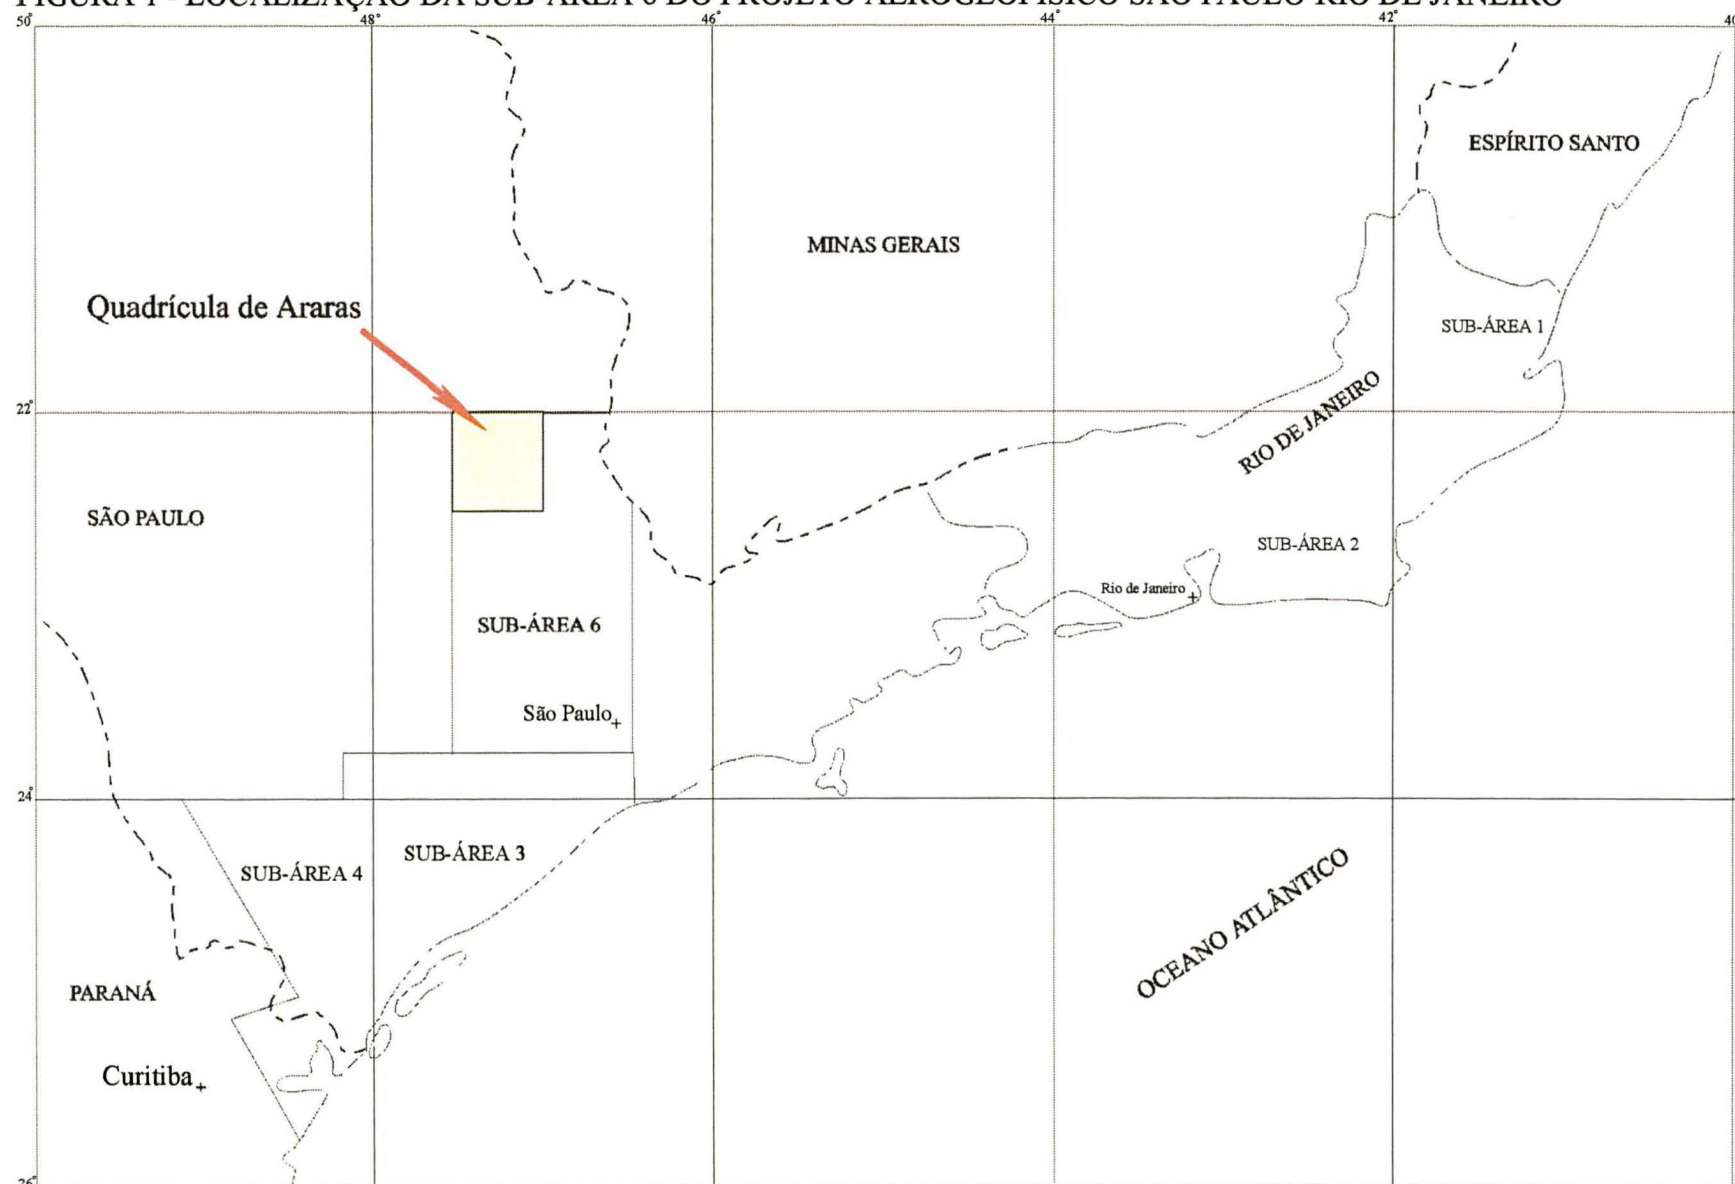 50° 48° 46° 44° 42°
ESPÍRITO SANTO
MINAS GERAIS
Quadrícula de Araras
SUB-ÁREA 1
RIO DE JANEIRO
22°
SÃO PAULO
SUB-ÁREA 2
Rio de Janeiro
SUB-ÁREA 6
São Paulo
24°
SUB-ÁREA 3
SUB-ÁREA 4
OCEANO ATLÂNTICO
PARANÁ
Curitiba